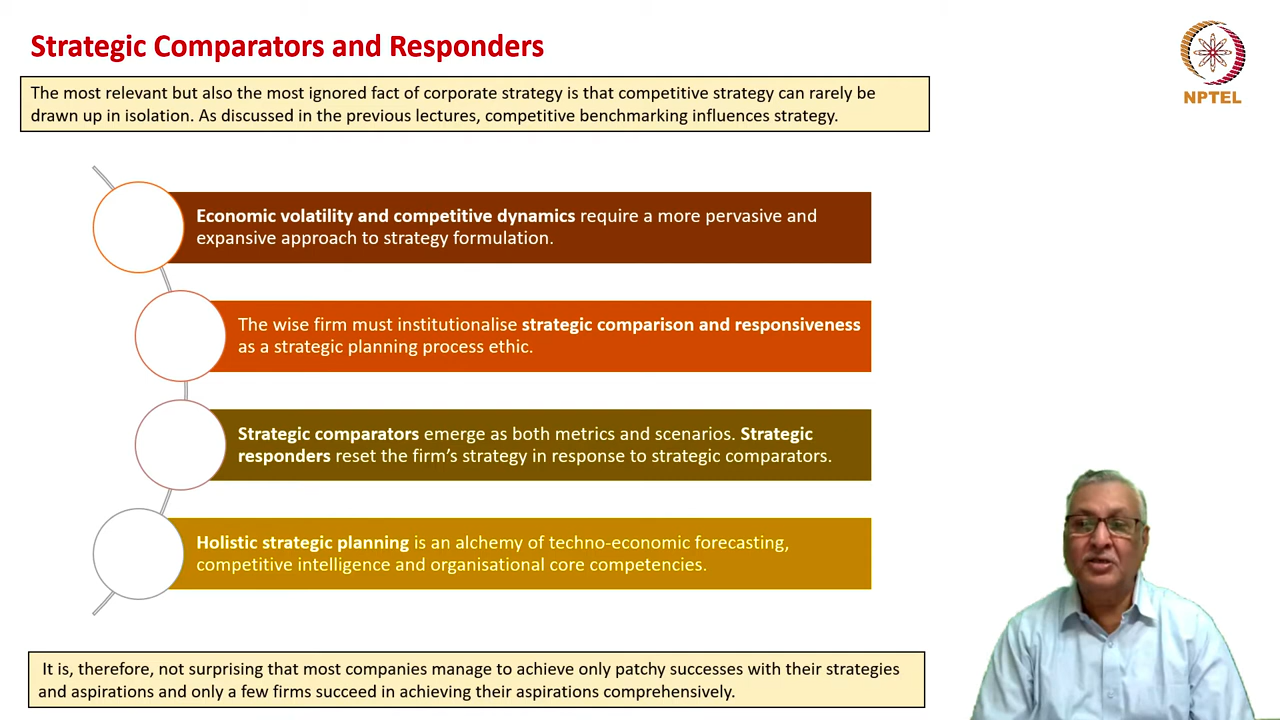 Strategic Comparators and Responders
NPTEL
The most relevant but also the most ignored fact of corporate strategy is that competitive strategy can rarely be
drawn up in isolation. As discussed in the previous lectures, competitive benchmarking influences strategy.
Economic volatility and competitive dynamics require a more pervasive and
expansive approach to strategy formulation.
The wise firm must institutionalise strategic comparison and responsiveness
as a strategic planning process ethic.
Strategic comparators emerge as both metrics and scenarios. Strategic
responders reset the firm’s strategy in response to strategic comparators.
Holistic strategic planning is an alchemy of techno-economic forecasting,
competitive intelligence and organisational core competencies.
It is, therefore, not surprising that most companies manage to achieve only patchy successes with their strategies
and aspirations and only a few firms succeed in achieving their aspirations comprehensively.